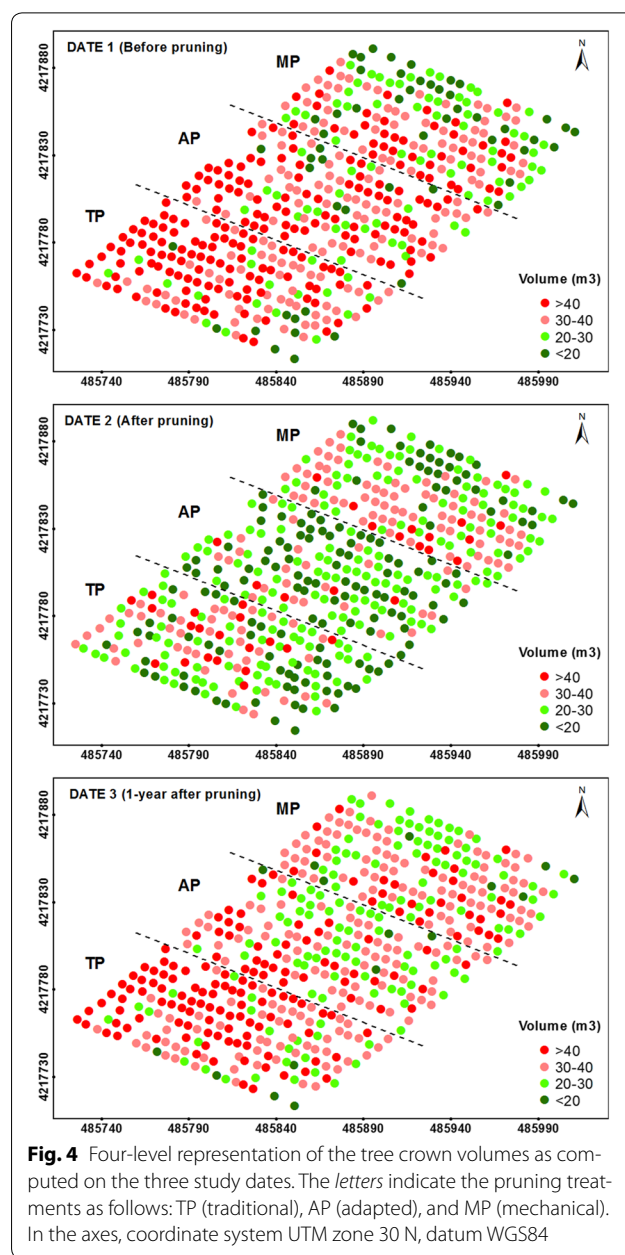 DATE 1 (Before pruning)
MP
N
AP
TP
4217880
4217830
4217780
4217730
Volume (m3)
>40
30-40
20-30
<20
485740 485790 485840 485890 485940 485990
DATE 2 (After pruning)
MP
N
AP
TP
4217880
4217830
4217780
4217730
Volume (m3)
>40
30-40
20-30
<20
485740 485790 485840 485890 485940 485990
DATE 3 (1-year after pruning)
MP
N
AP
TP
4217880
4217830
4217780
4217730
Volume (m3)
>40
30-40
20-30
<20
485740 485790 485840 485890 485940 485990
Fig. 4 Four-level representation of the tree crown volumes as com-
puted on the three study dates. The letters indicate the pruning treat-
ments as follows: TP (traditional), AP (adapted), and MP (mechanical).
In the axes, coordinate system UTM zone 30 N, datum WGS84